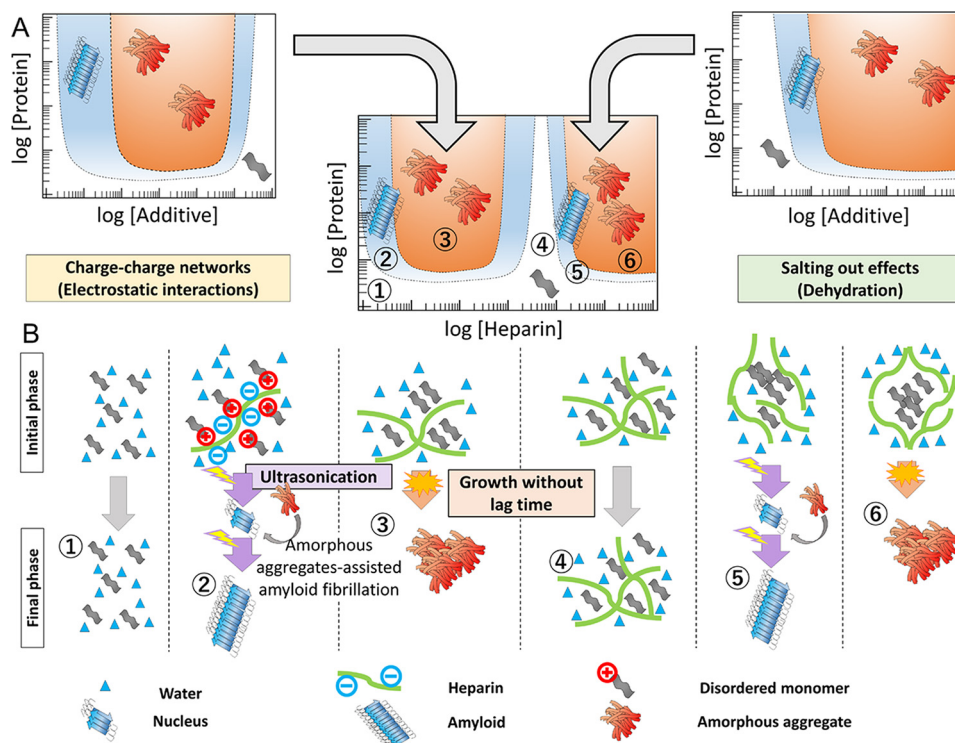 A
log [Protein]
log [Additive]
Charge-charge networks
(Electrostatic interactions)
log [Protein]
①
②
③
④
⑤
⑥
log [Heparin]
log [Protein]
log [Additive]
Salting out effects
(Dehydration)
B
Initial phase
Final phase
Ultrasonication
Growth without
lag time
①
②
Amorphous
aggregates-assisted
amyloid fibrillation
③
④
⑤
⑥
Water
Nucleus
Heparin
Amyloid
Disordered monomer
Amorphous aggregate